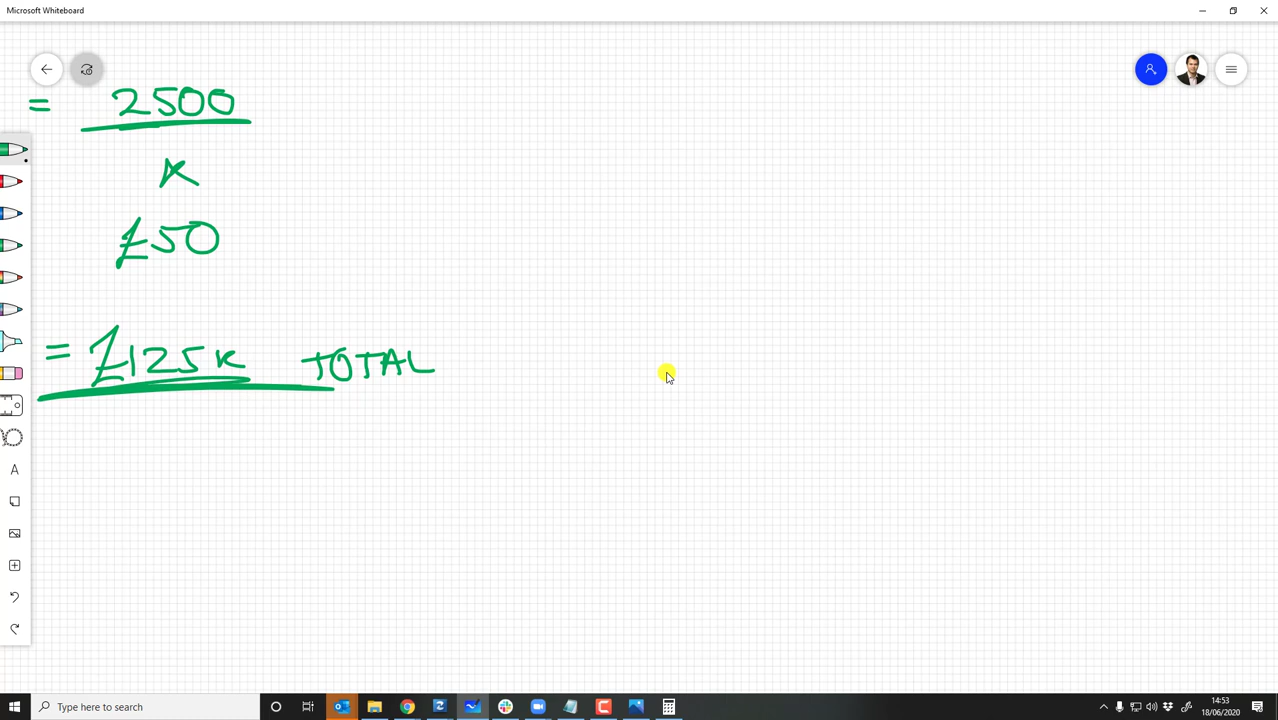 Microsoft Whiteboard
= 2500
x
£50
= £125K TOTAL
A
Type here to search
14:53
18/06/2020